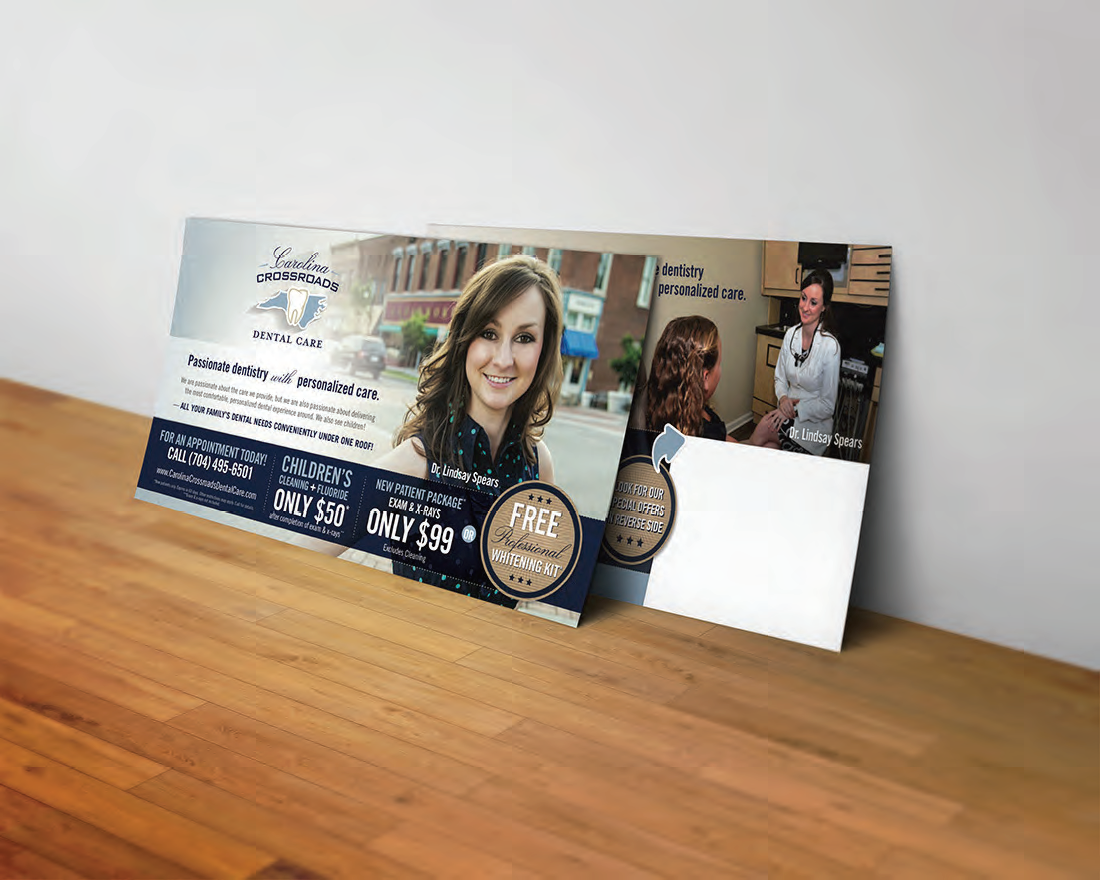 Carolina
CROSSROADS
DENTAL CARE
Passionate dentistry with personalized care.
We are passionate about the care we provide, but we are also passionate about delivering
the most comfortable, personalized dental experience around. We also see children!
ALL YOUR FAMILY'S DENTAL NEEDS CONVENIENTLY UNDER ONE ROOF!
FOR AN APPOINTMENT TODAY!
CALL (704) 495-6501
www.CarolinaCrossroadsDentalCare.com
CHILDREN'S
CLEANING + FLUORIDE
ONLY $50*
after completion of exam & x-rays**
NEW PATIENT PACKAGE*
EXAM & X-RAYS
ONLY $99
Excludes Cleaning
OR
Dr. Lindsay Spears
FREE
Professional
WHITENING KIT*
dentistry
personalized care.
Dr. Lindsay Spears
LOOK FOR OUR
SPECIAL OFFERS
REVERSE SIDE